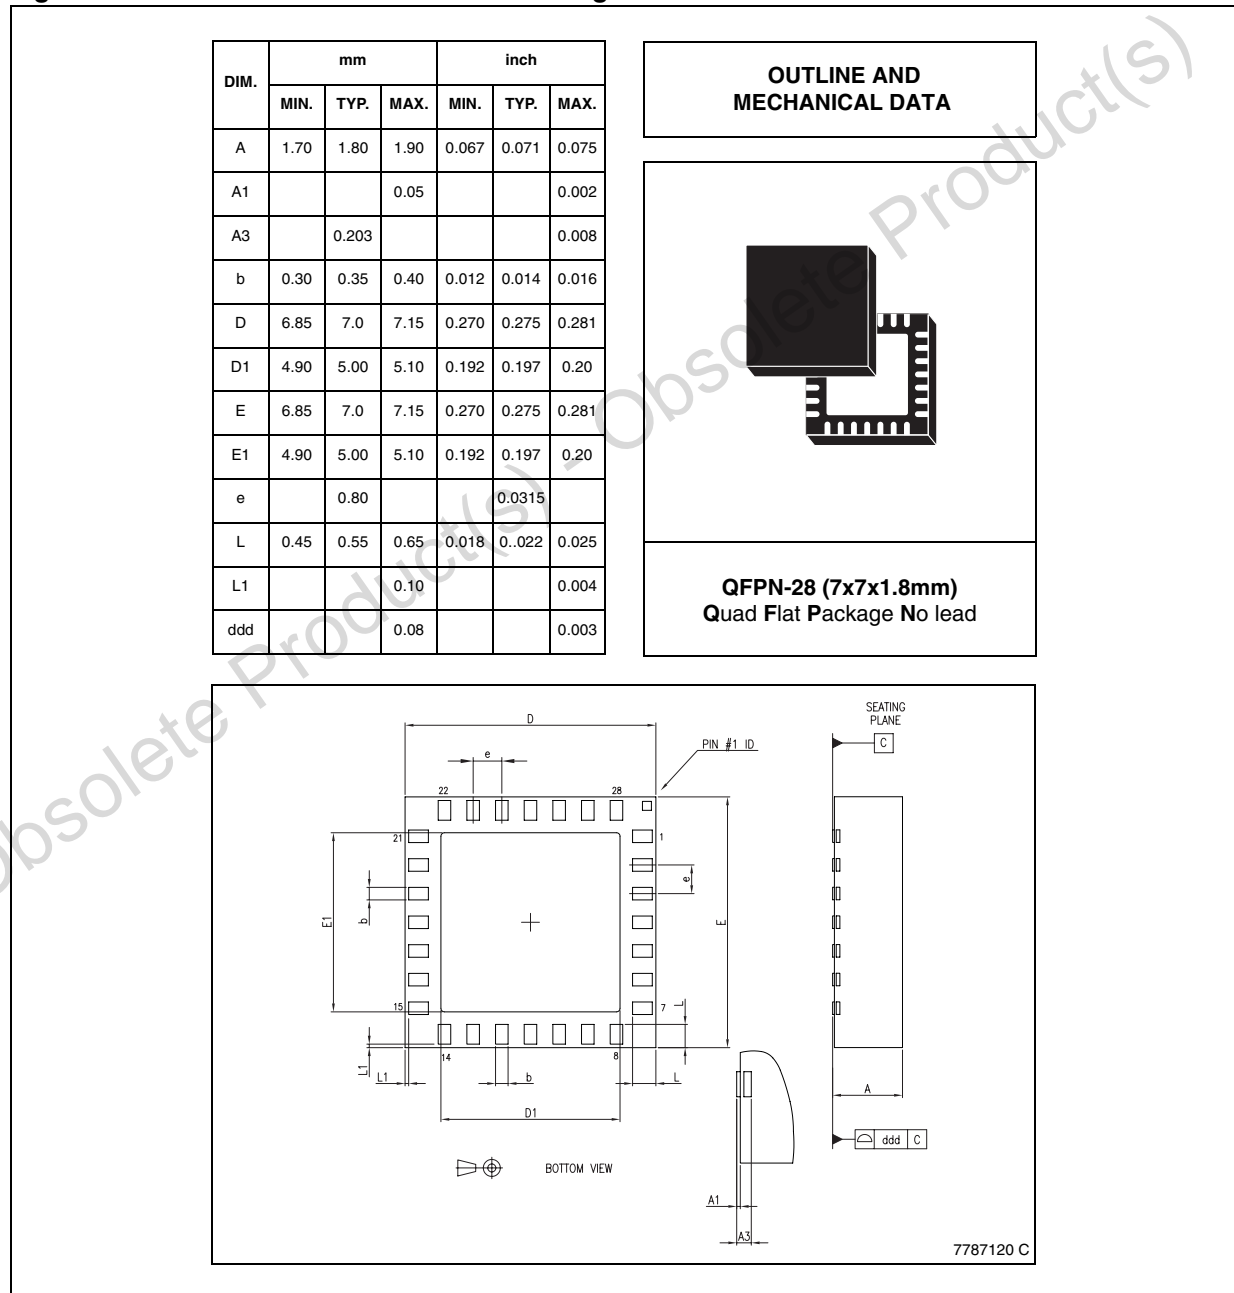 DIM. mm inch
MIN. TYP. MAX. MIN. TYP. MAX.
A 1.70 1.80 1.90 0.067 0.071 0.075
A1 0.05 0.002
A3 0.203 0.008
b 0.30 0.35 0.40 0.012 0.014 0.016
D 6.85 7.0 7.15 0.270 0.275 0.281
D1 4.90 5.00 5.10 0.192 0.197 0.20
E 6.85 7.0 7.15 0.270 0.275 0.281
E1 4.90 5.00 5.10 0.192 0.197 0.20
e 0.80 0.0315
L 0.45 0.55 0.65 0.018 0..022 0.025
L1 0.10 0.004
ddd 0.08 0.003
OUTLINE AND
MECHANICAL DATA
QFPN-28 (7x7x1.8mm)
Quad Flat Package No lead
D
e
PIN #1 ID
SEATING
PLANE
C
22
28
21
1
e
E1
b
E
15
7
L
14
8
L1
L1
b
L
D1
A
ddd C
BOTTOM VIEW
A1
A3
7787120 C
Obsolete Product(s) - Obsolete Product(s)